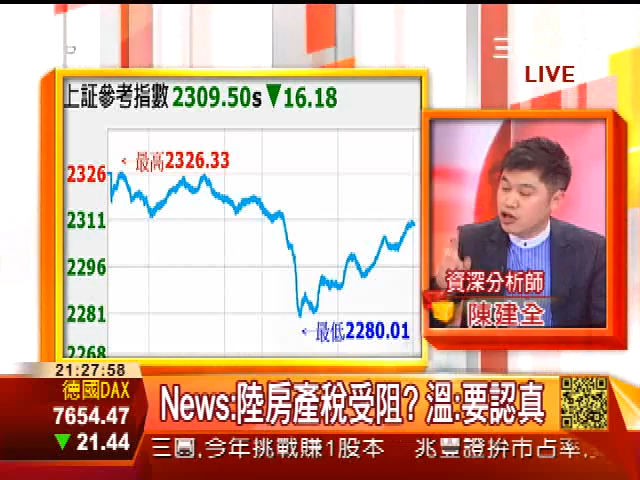 三
LIVE
上証參考指數 2309.50s ▼16.18
←最高2326.33
2326
2311
2296
2281
2268
←最低2280.01
資深分析師
陳建全
21:27:58
德國DAX
7654.47
▼ 21.44
News:陸房產稅受阻? 溫:要認真
三圓,今年挑戰賺1股本 兆豐證拚市占率,